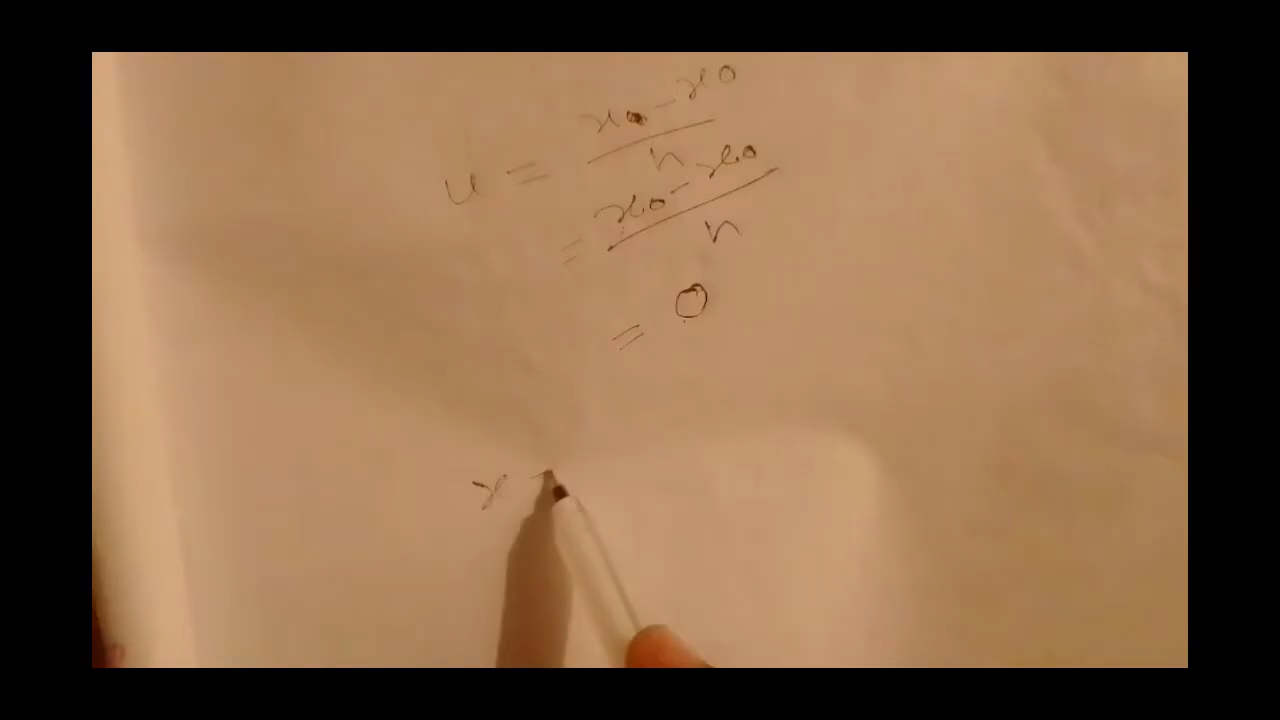 u = x0 - x0
h
= x0 - x0
h
= 0
x